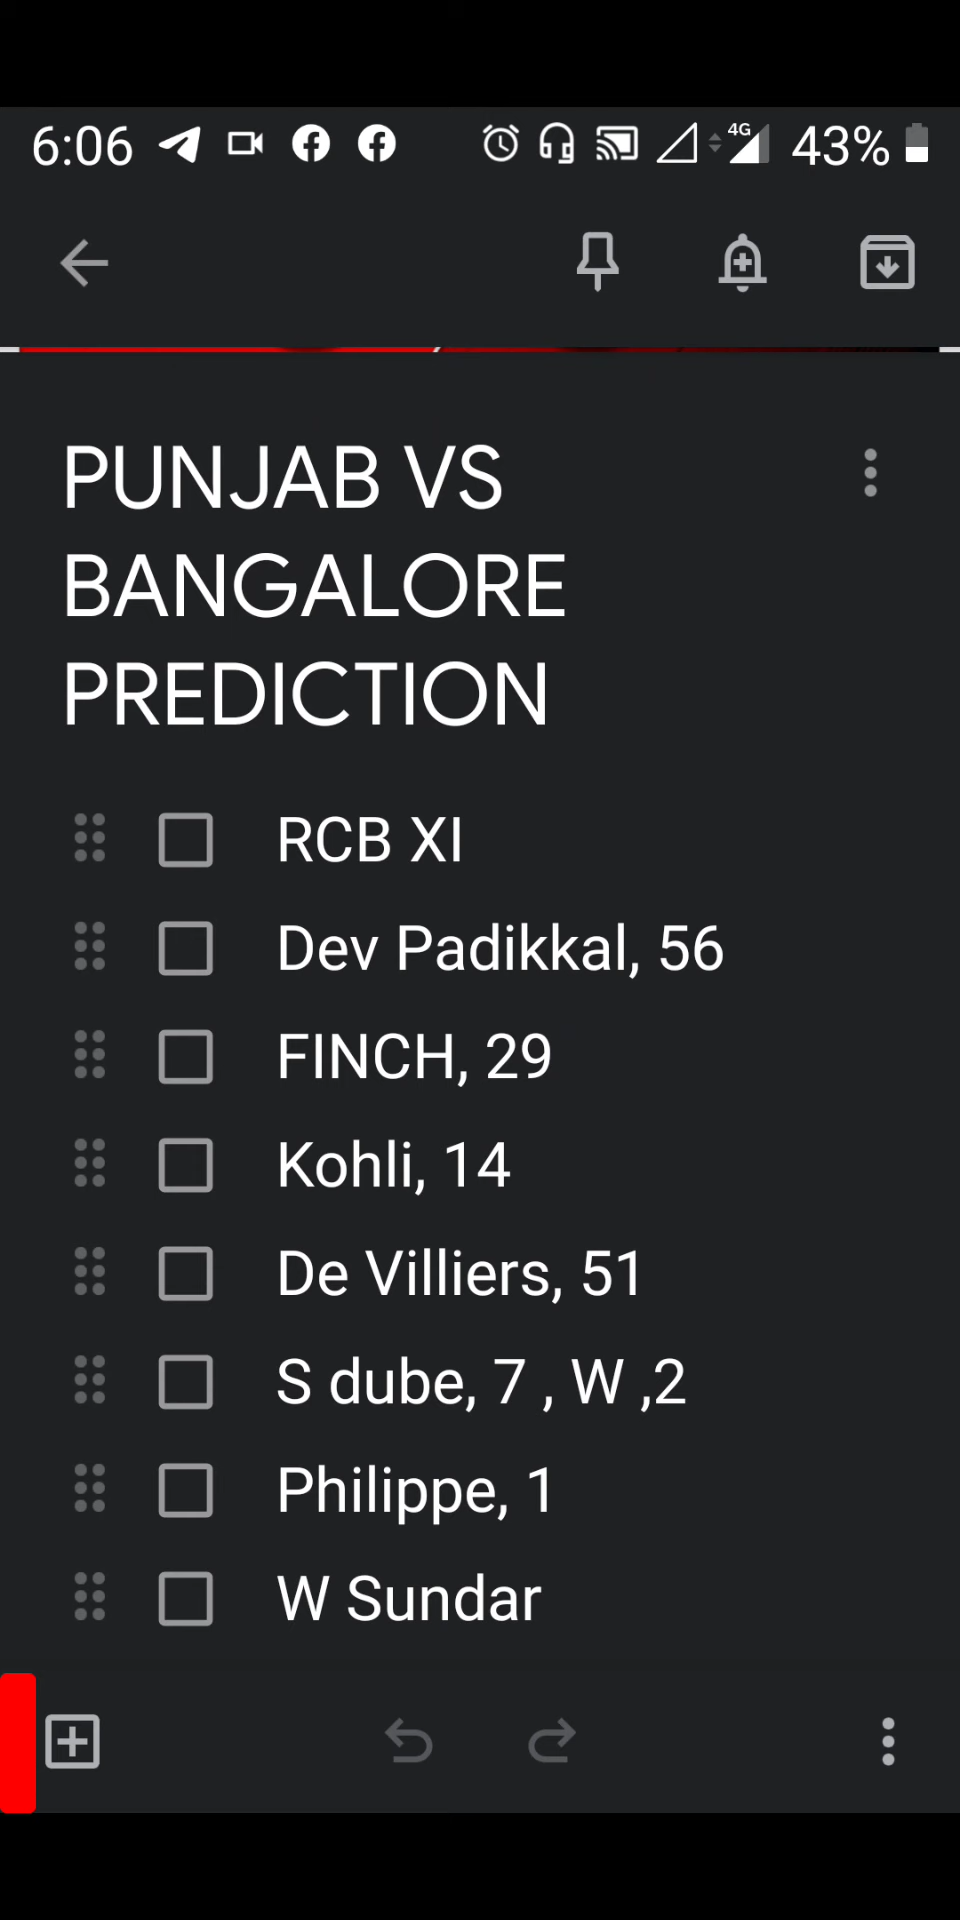 6:06 4G 43%
PUNJAB VS
BANGALORE
PREDICTION
RCB XI
Dev Padikkal, 56
FINCH, 29
Kohli, 14
De Villiers, 51
S dube, 7 , W ,2
Philippe, 1
W Sundar